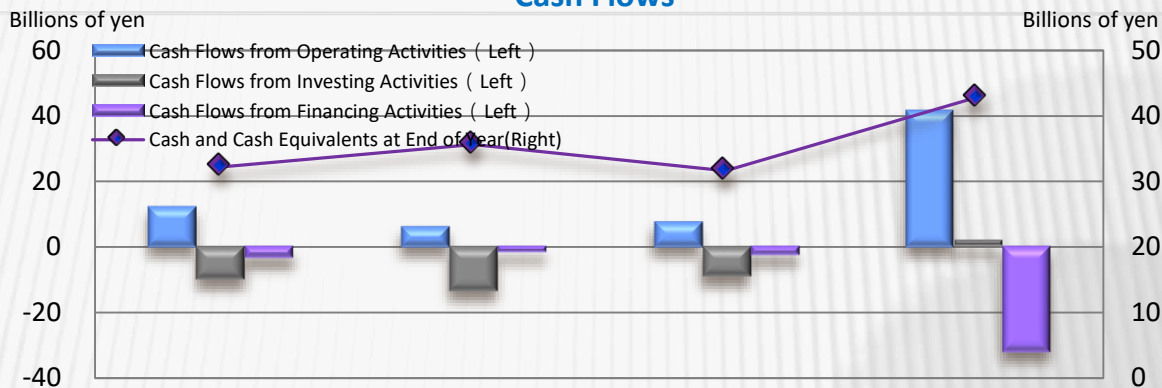 Cash Flows
Billions of yen
Billions of yen
60
50
Cash Flows from Operating Activities ( Left )
Cash Flows from Investing Activities ( Left )
40
40
Cash Flows from Financing Activities ( Left )
Cash and Cash Equivalents at End of Year(Right)
20
30
0
20
-20
10
-40
0